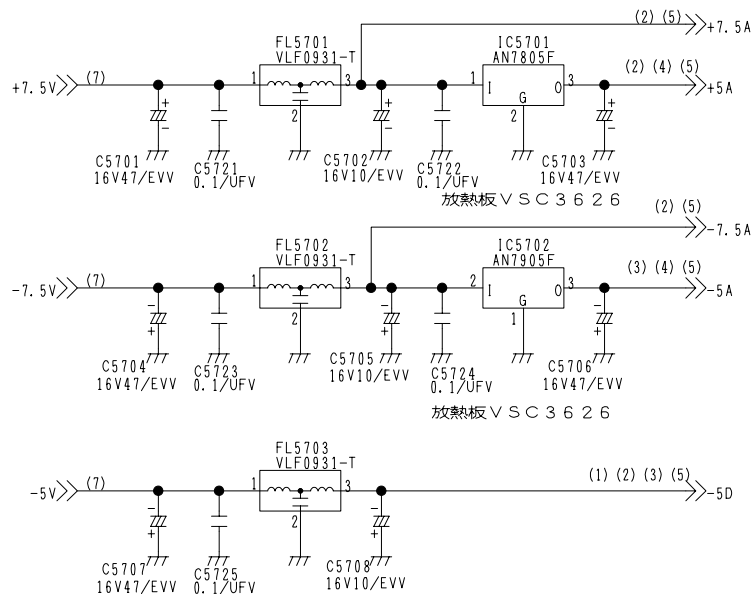 (2) (5)
+7.5A
FL5701
VLF0931-T
IC5701
AN7805F
+7.5V
(7)
1
3
2
1
I
O
G
3
2
(2) (4) (5)
+5A
+
-
+
-
+
-
C5701
16V47/EVV
C5721
0.1/UFV
C5702
16V10/EVV
C5722
0.1/UFV
C5703
16V47/EVV
放熱板VSC3626
(2) (5)
-7.5A
FL5702
VLF0931-T
IC5702
AN7905F
-7.5V
(7)
1
3
2
2
I
O
G
3
1
(3) (4) (5)
-5A
-
+
-
+
-
+
C5704
16V47/EVV
C5723
0.1/UFV
C5705
16V10/EVV
C5724
0.1/UFV
C5706
16V47/EVV
放熱板VSC3626
FL5703
VLF0931-T
-5V
(7)
1
3
2
(1) (2) (3) (5)
-5D
-
+
-
+
C5707
16V47/EVV
C5725
0.1/UFV
C5708
16V10/EVV